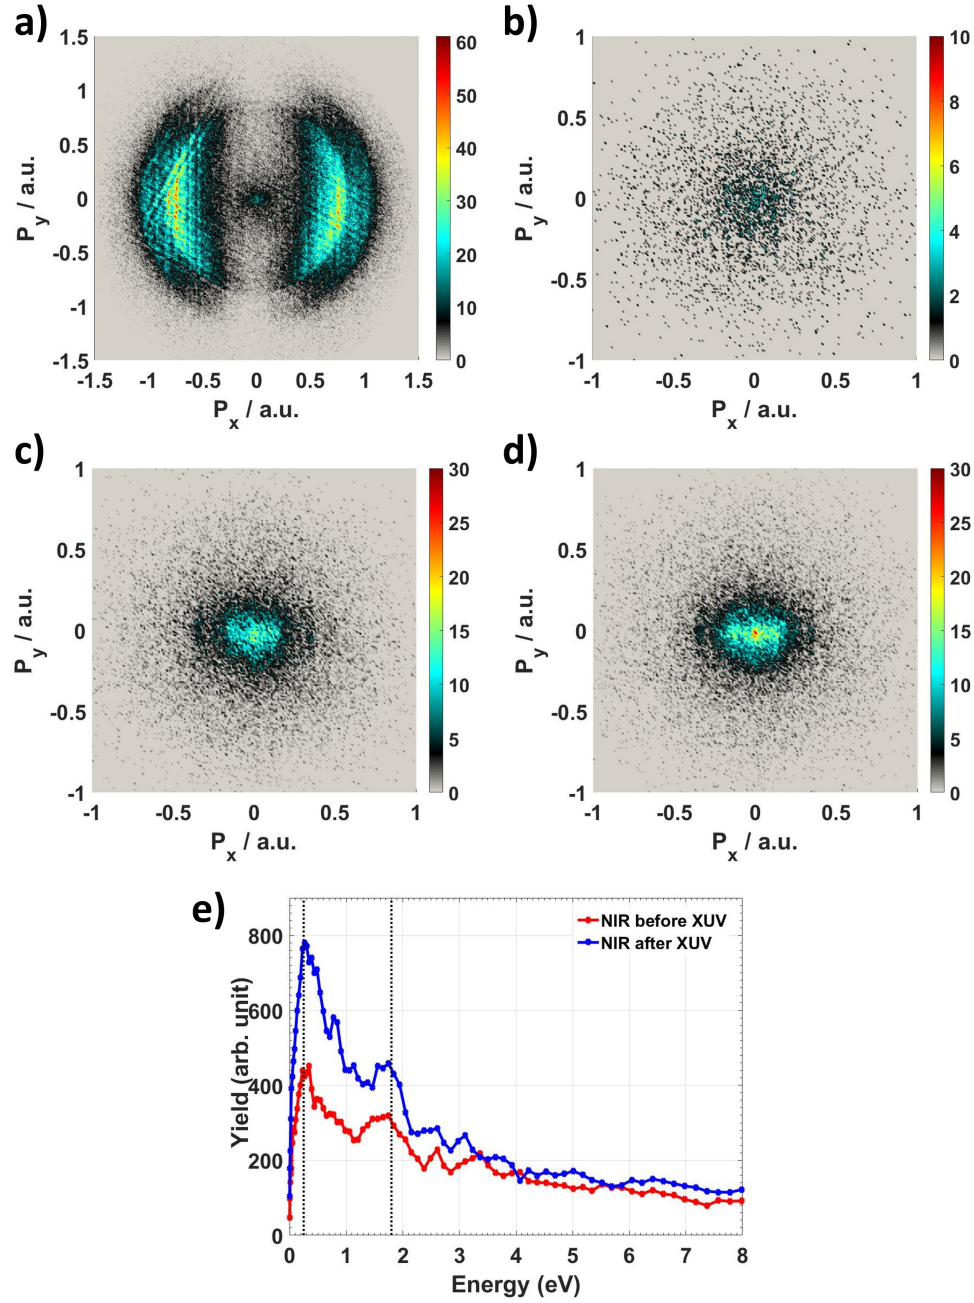 a)
1.5
1
0.5
0
-0.5
-1
-1.5
-1.5 -1 -0.5 0 0.5 1 1.5
P_y / a.u.
P_x / a.u.
60
50
40
30
20
10
0
b)
1
0.5
0
-0.5
-1
-1 -0.5 0 0.5 1
P_y / a.u.
P_x / a.u.
10
8
6
4
2
0
c)
1
0.5
0
-0.5
-1
-1 -0.5 0 0.5 1
P_y / a.u.
P_x / a.u.
30
25
20
15
10
5
0
d)
1
0.5
0
-0.5
-1
-1 -0.5 0 0.5 1
P_y / a.u.
P_x / a.u.
30
25
20
15
10
5
0
e)
NIR before XUV
NIR after XUV
800
600
400
200
0
Yield (arb. unit)
0 1 2 3 4 5 6 7 8
Energy (eV)